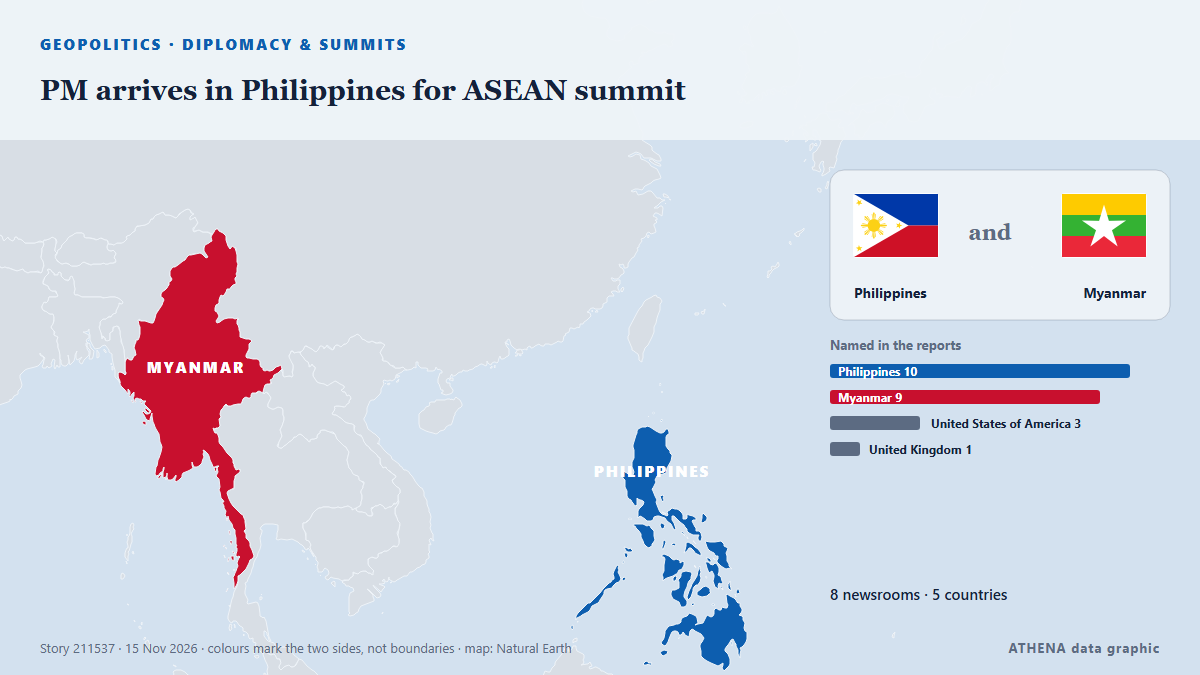 GEOPOLITICS · DIPLOMACY & SUMMITS
PM arrives in Philippines for ASEAN summit
and
Philippines
Myanmar
Named in the reports
Philippines 10
Myanmar 9
United States of America 3
United Kingdom 1
MYANMAR
PHILIPPINES
8 newsrooms · 5 countries
Story 211537 · 15 Nov 2026 · colours mark the two sides, not boundaries · map: Natural Earth
ATHENA data graphic